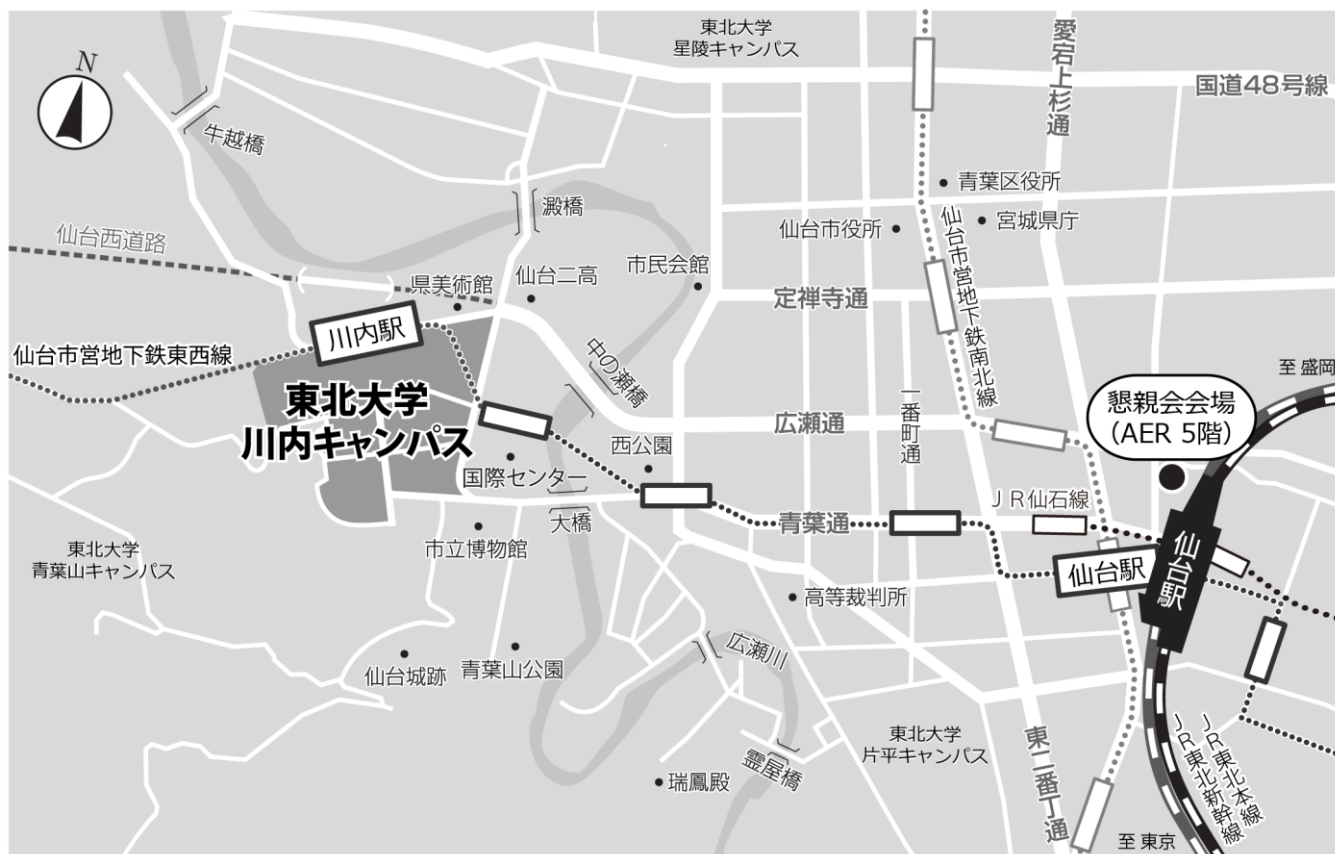 N
東北大学
星陵キャンパス
愛宕上杉通
国道48号線
牛越橋
澱橋
青葉区役所
仙台市役所
宮城県庁
仙台市営地下鉄南北線
仙台西道路
県美術館
仙台二高
市民会館
定禅寺通
川内駅
仙台市営地下鉄東西線
中の瀬橋
一番町通
至 盛岡
東北大学
川内キャンパス
広瀬通
懇親会会場
（AER 5階）
西公園
国際センター
大橋
青葉通
JR仙石線
市立博物館
東北大学
青葉山キャンパス
仙台駅
仙台駅
高等裁判所
広瀬川
仙台城跡
青葉山公園
東北大学
片平キャンパス
霊屋橋
瑞鳳殿
東二番丁通
JR東北本線
JR東北新幹線
至 東京